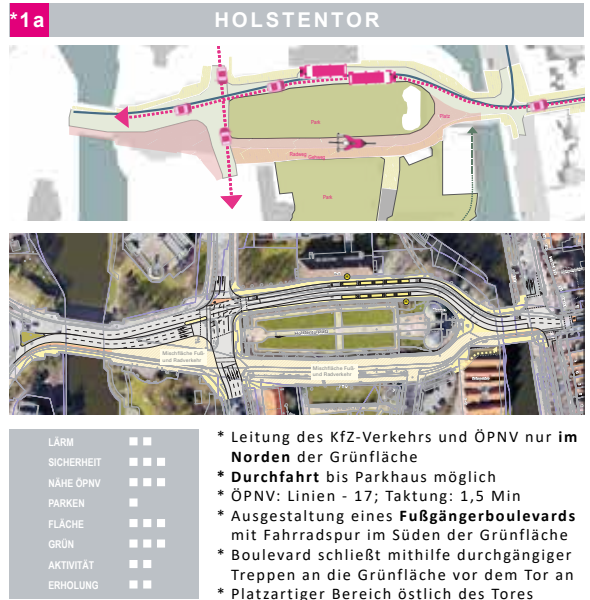 *1a
HOLSTENTOR
Park
Platz
Radweg
Gehweg
Park
Mischfläche Fuß-
und Radverkehr
Mischfläche Fuß-
und Radverkehr
LÄRM
SICHERHEIT
NÄHE ÖPNV
PARKEN
FLÄCHE
GRÜN
AKTIVITÄT
ERHOLUNG
* Leitung des KfZ-Verkehrs und ÖPNV nur im
Norden der Grünfläche
* Durchfahrt bis Parkhaus möglich
* ÖPNV: Linien - 17; Taktung: 1,5 Min
* Ausgestaltung eines Fußgängerboulevards
mit Fahrradspur im Süden der Grünfläche
* Boulevard schließt mithilfe durchgängiger
Treppen an die Grünfläche vor dem Tor an
* Platzartiger Bereich östlich des Tores